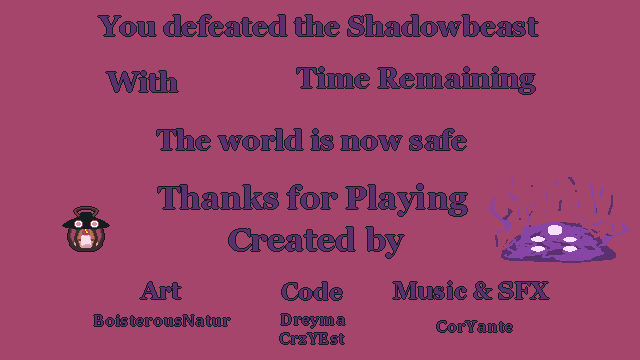 You defeated the Shadowbeast
With Time Remaining
The world is now safe
Thanks for Playing
Created by
Art Code Music & SFX
BoisterousNatur Dreyma CorYante
CrzYEst